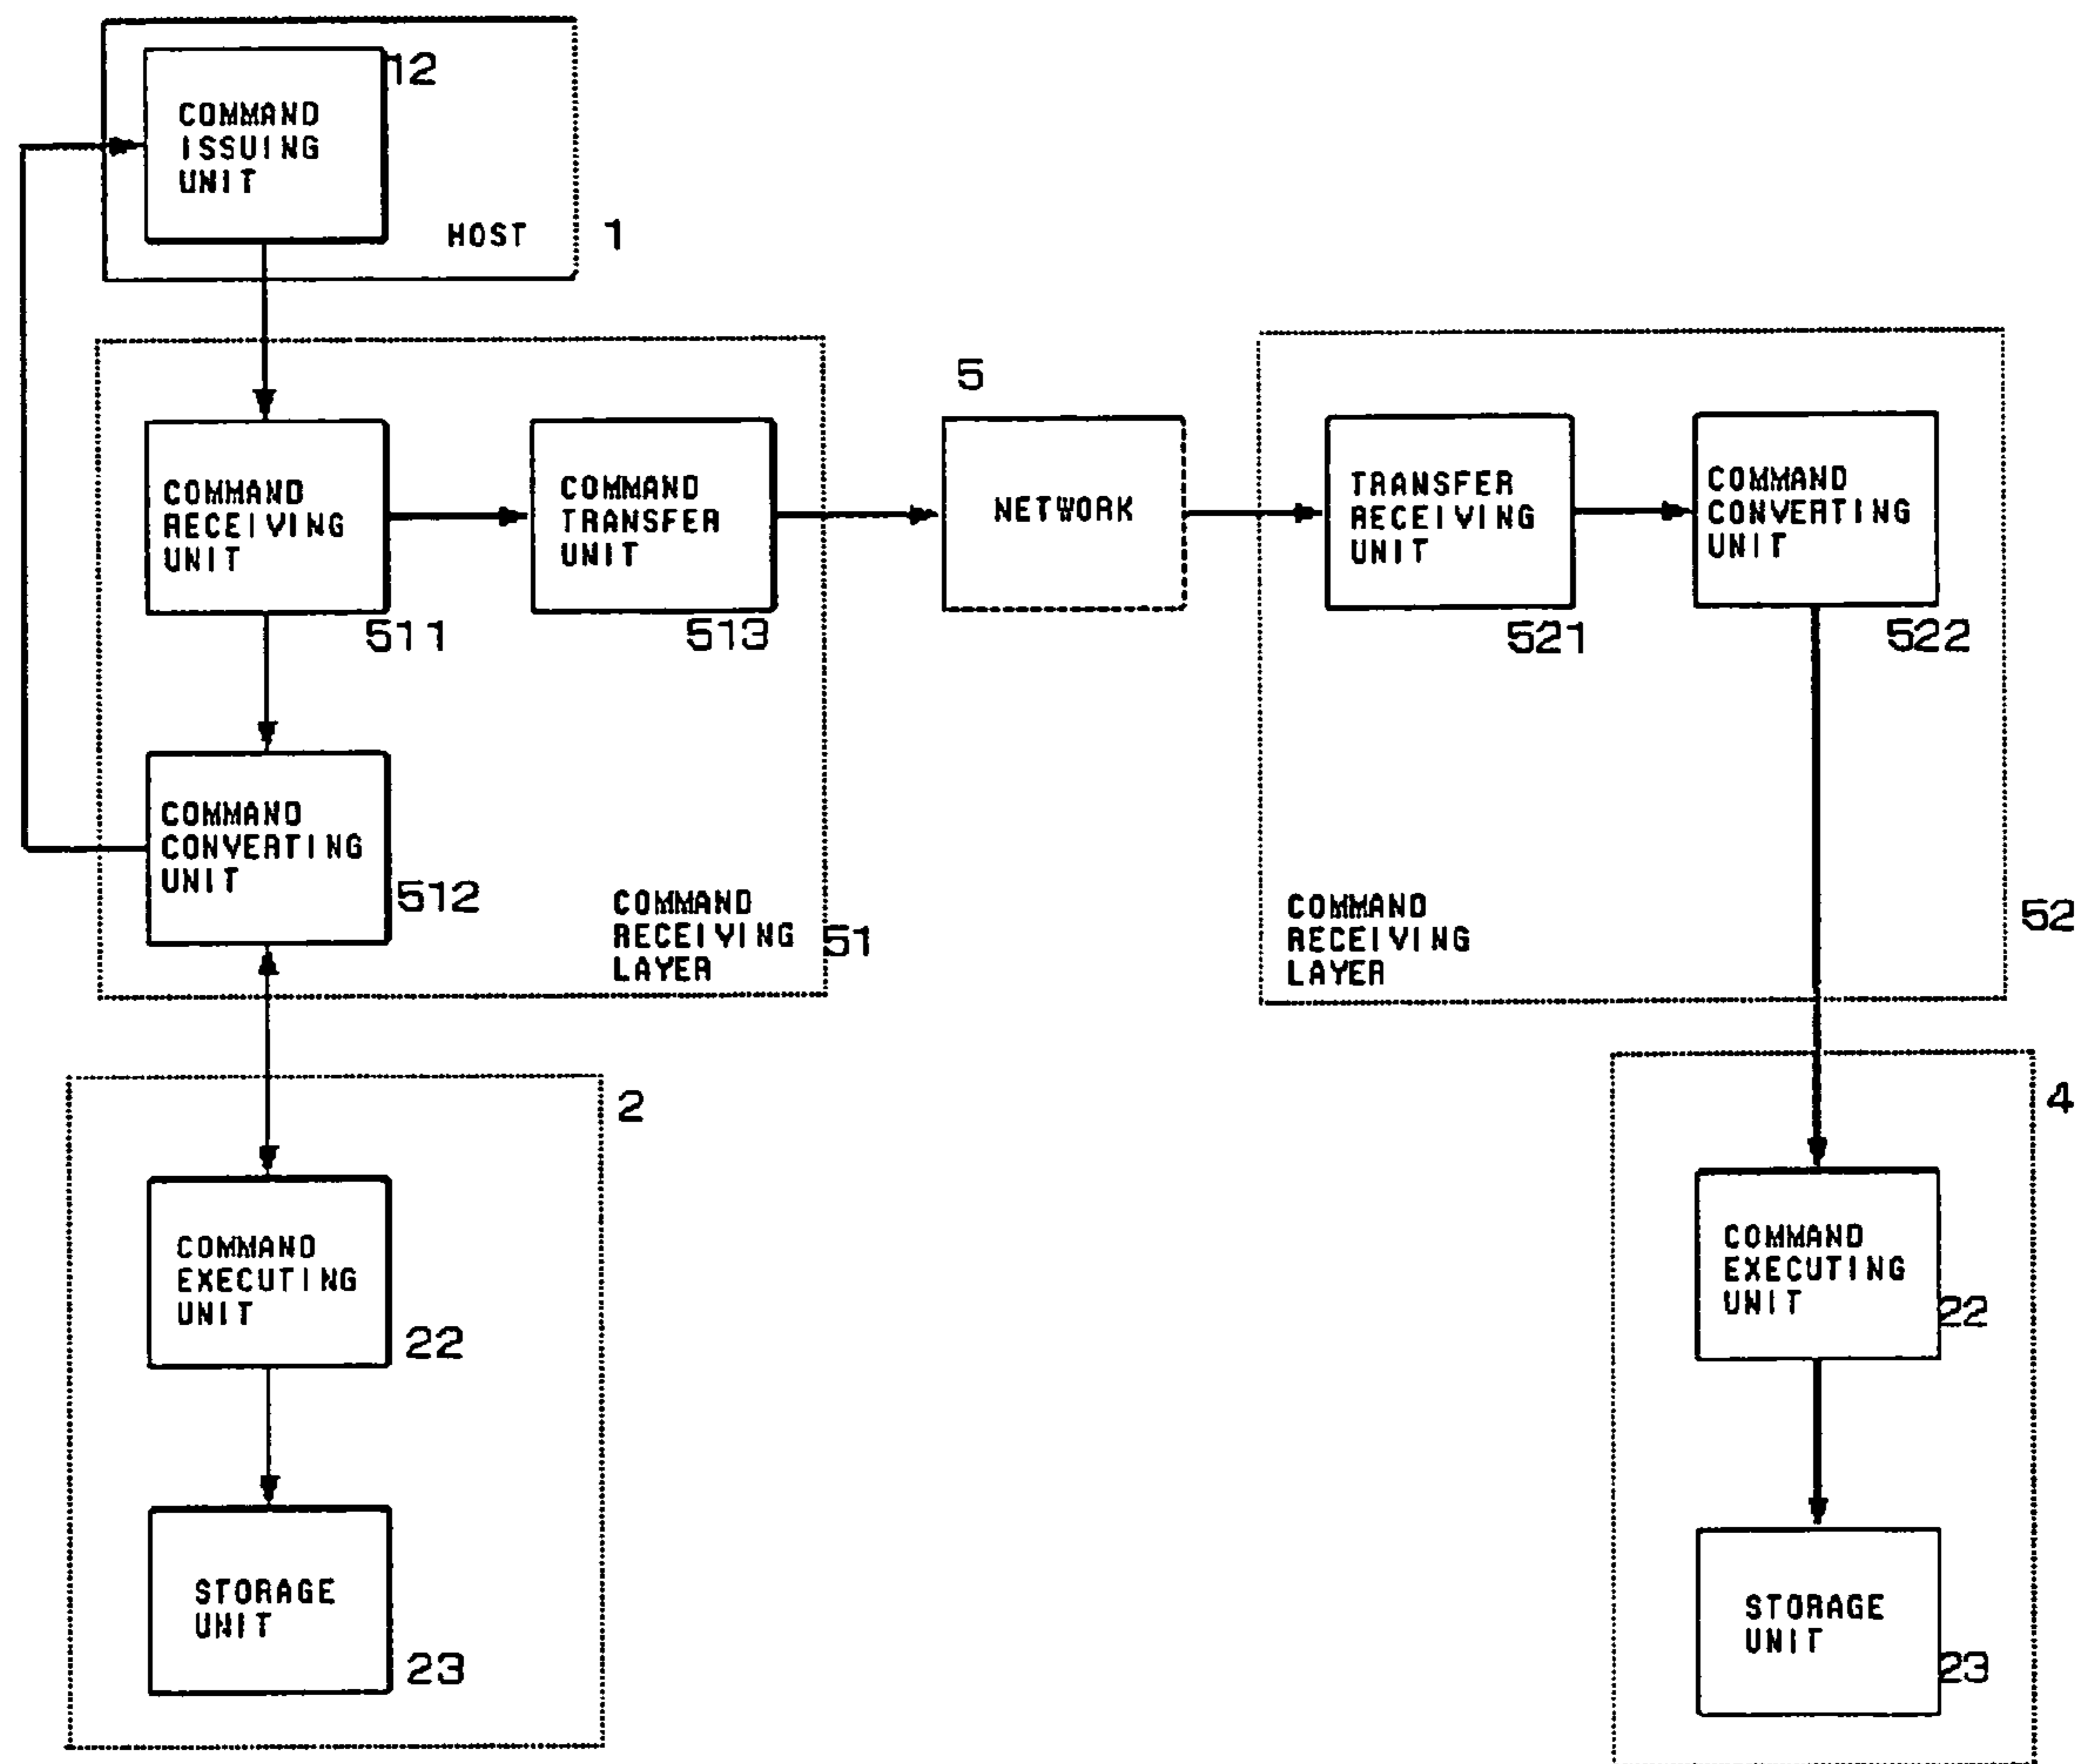 12
COMMAND
ISSUING
UNIT
HOST
1
COMMAND
RECEIVING
UNIT
511
COMMAND
TRANSFER
UNIT
513
5
NETWORK
TRANSFER
RECEIVING
UNIT
521
COMMAND
CONVERTING
UNIT
522
COMMAND
CONVERTING
UNIT
512
COMMAND
RECEIVING
LAYER
51
COMMAND
RECEIVING
LAYER
52
2
COMMAND
EXECUTING
UNIT
22
STORAGE
UNIT
23
4
COMMAND
EXECUTING
UNIT
22
STORAGE
UNIT
23